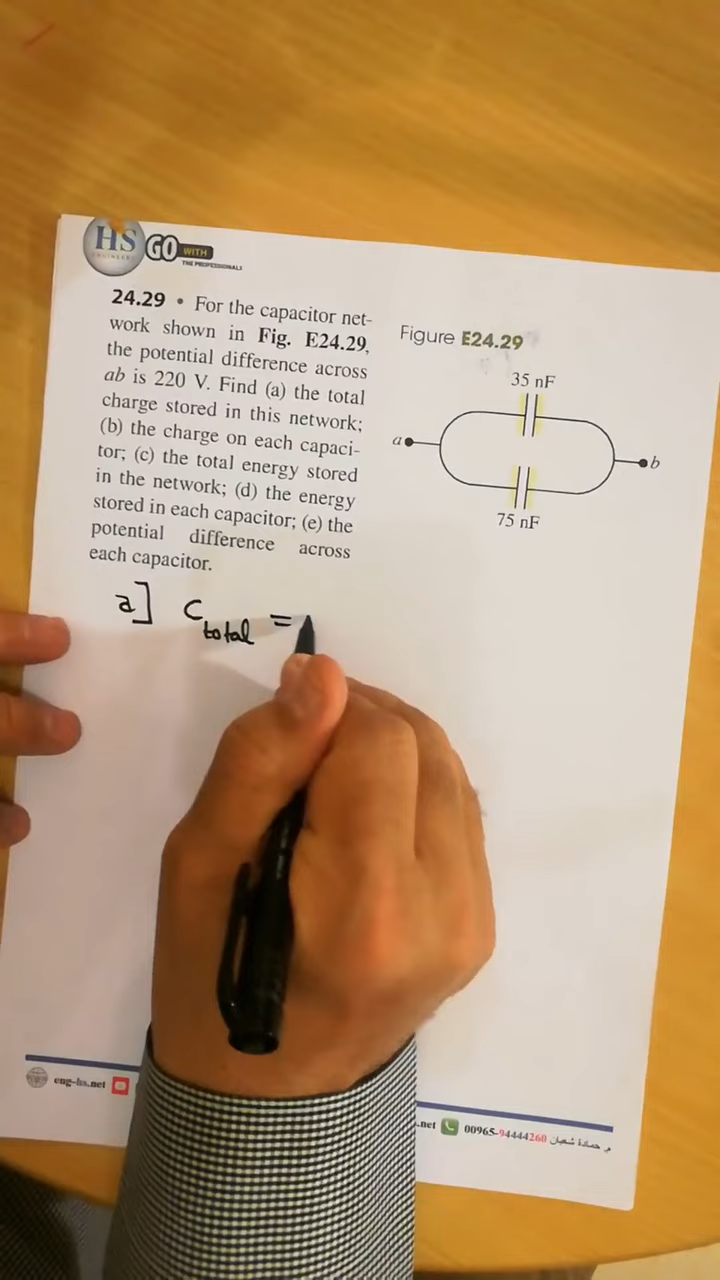 HS
ENGINEERS
GO WITH
THE PROFESSIONALS
24.29 • For the capacitor net-
work shown in Fig. E24.29,
the potential difference across
ab is 220 V. Find (a) the total
charge stored in this network;
(b) the charge on each capaci-
tor; (c) the total energy stored
in the network; (d) the energy
stored in each capacitor; (e) the
potential difference across
each capacitor.
Figure E24.29
35 nF
a
b
75 nF
a] C total =
eng-hs.net
.net
00965-94444260
م. حمادة شعبان